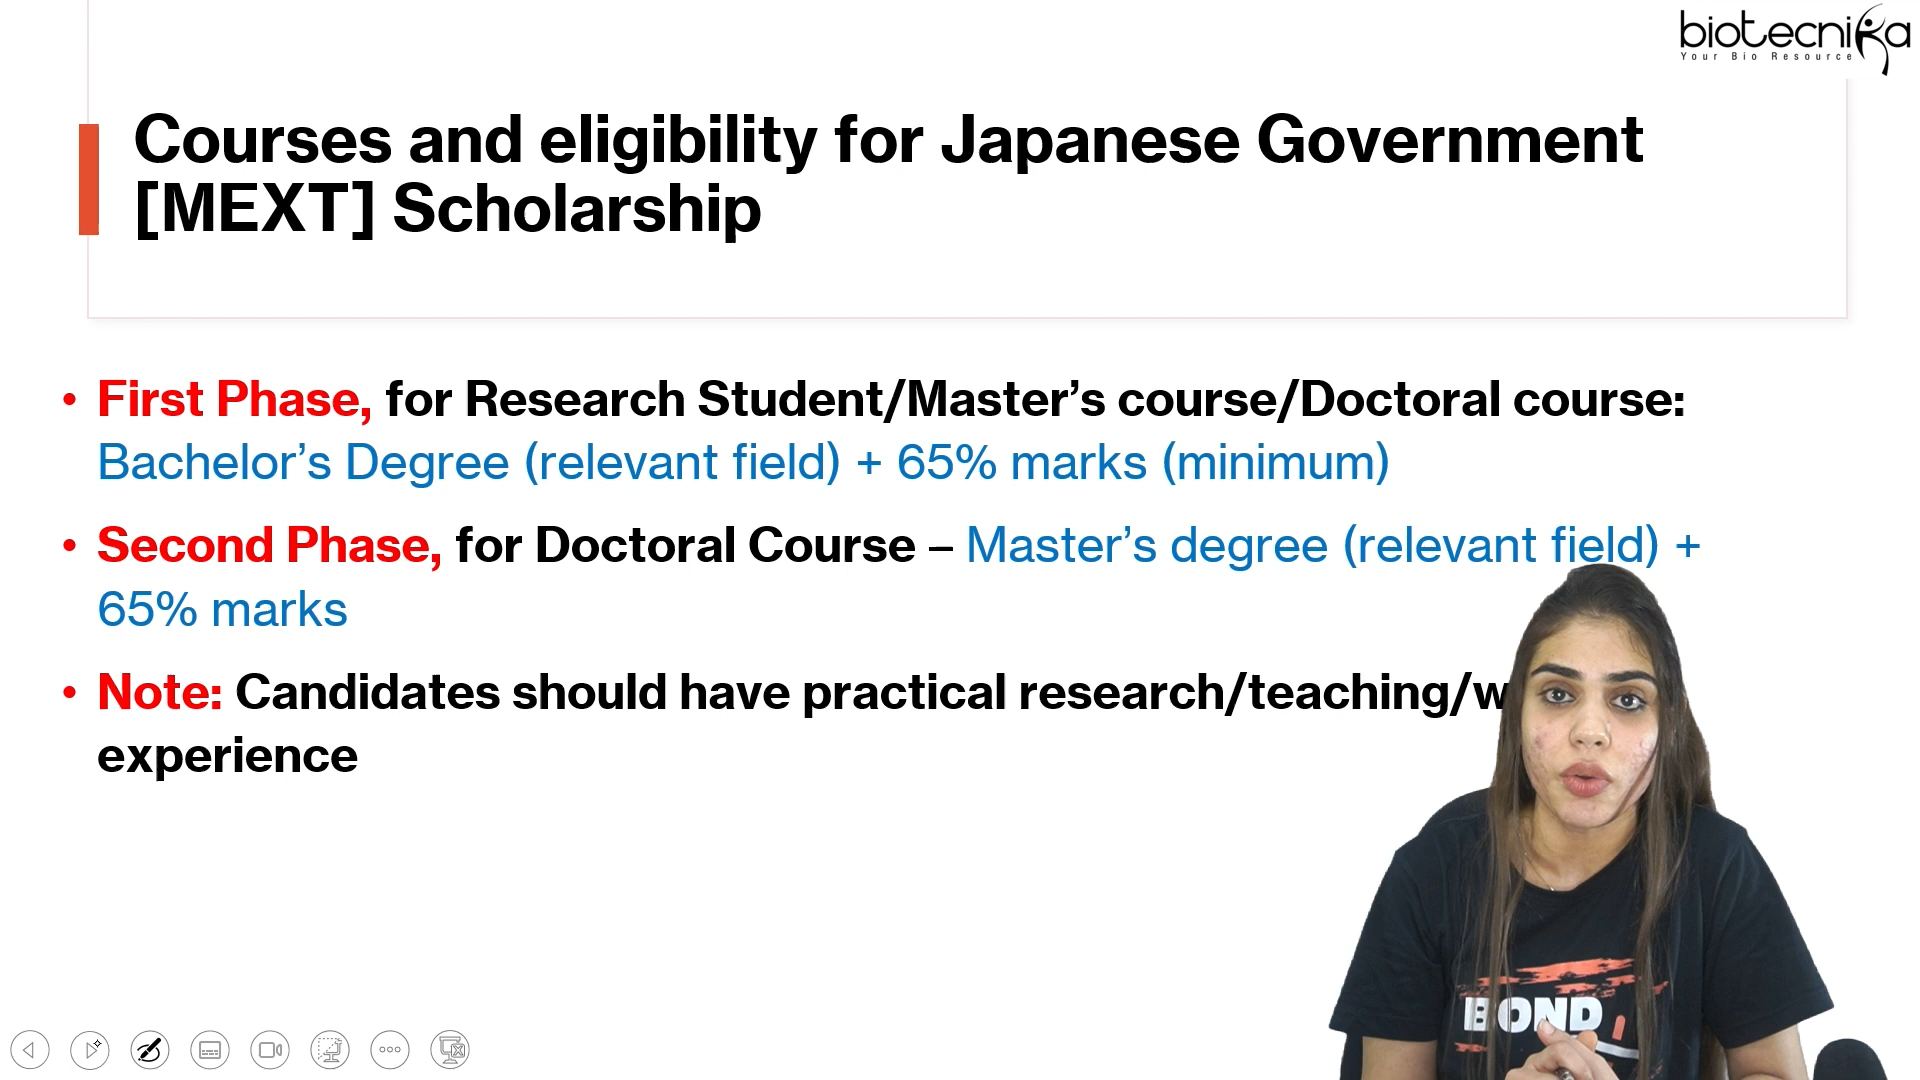 biotecnika
Your Bio Resource
Courses and eligibility for Japanese Government
[MEXT] Scholarship
• First Phase, for Research Student/Master’s course/Doctoral course:
Bachelor’s Degree (relevant field) + 65% marks (minimum)
• Second Phase, for Doctoral Course – Master’s degree (relevant field) +
65% marks
• Note: Candidates should have practical research/teaching/
experience
BOND